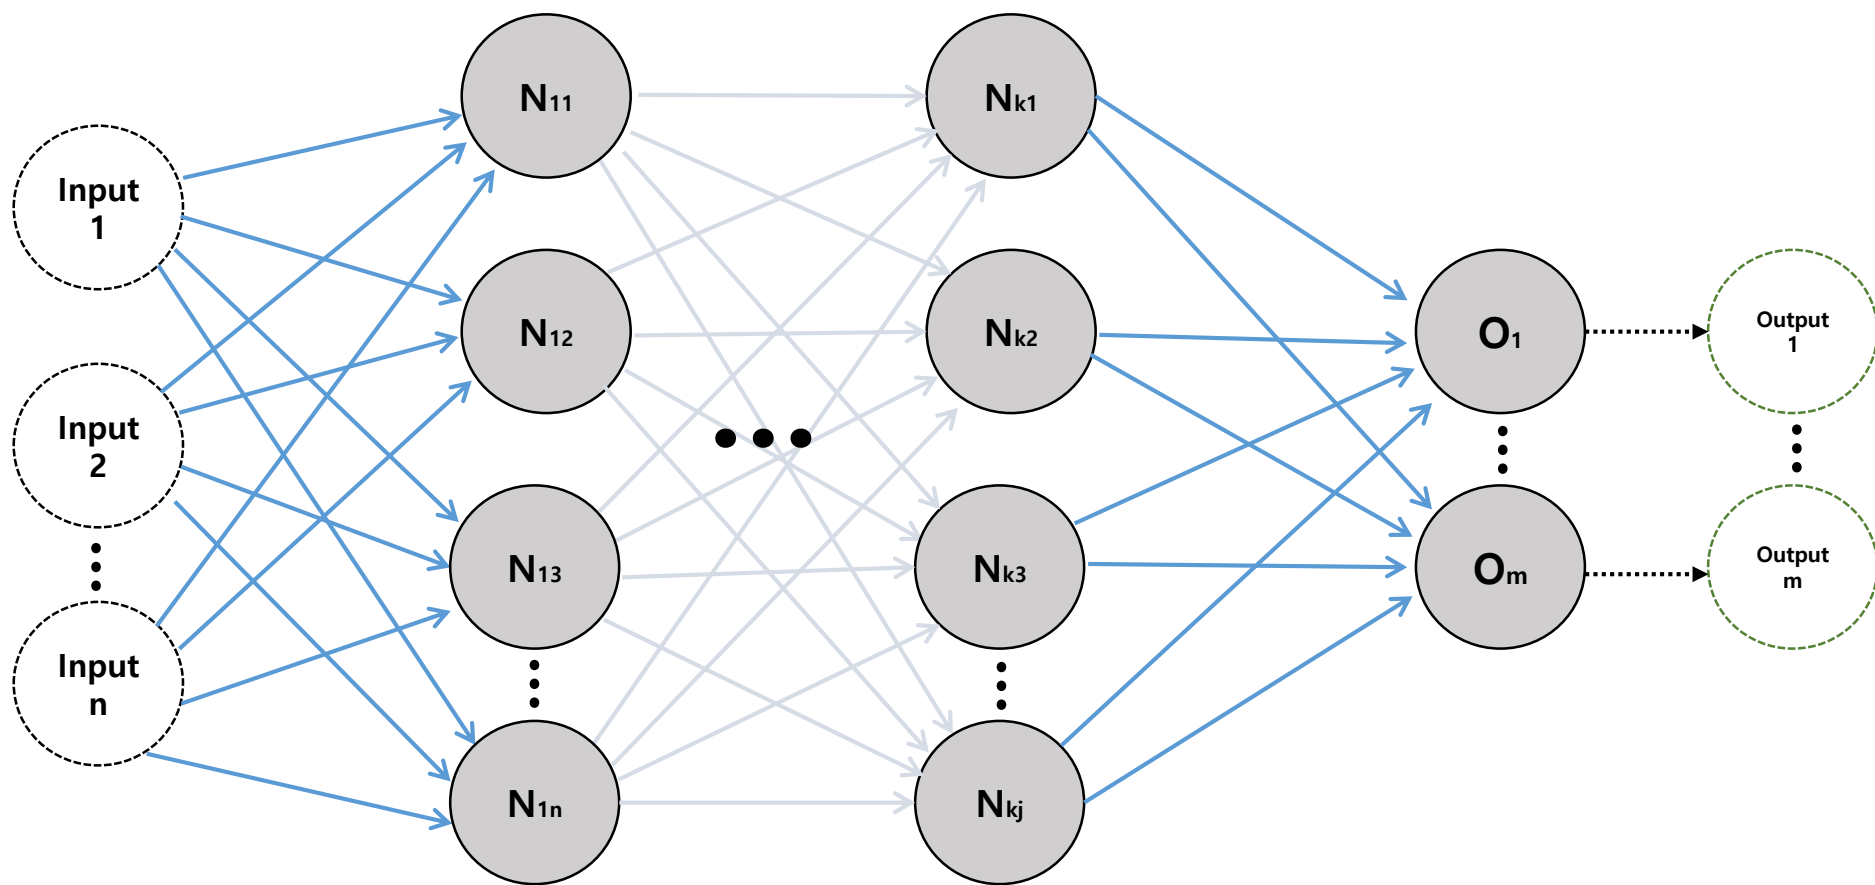 Input
1
Input
2
Input
n
N11
N12
N13
N1n
Nk1
Nk2
Nk3
Nkj
O1
Om
Output
1
Output
m